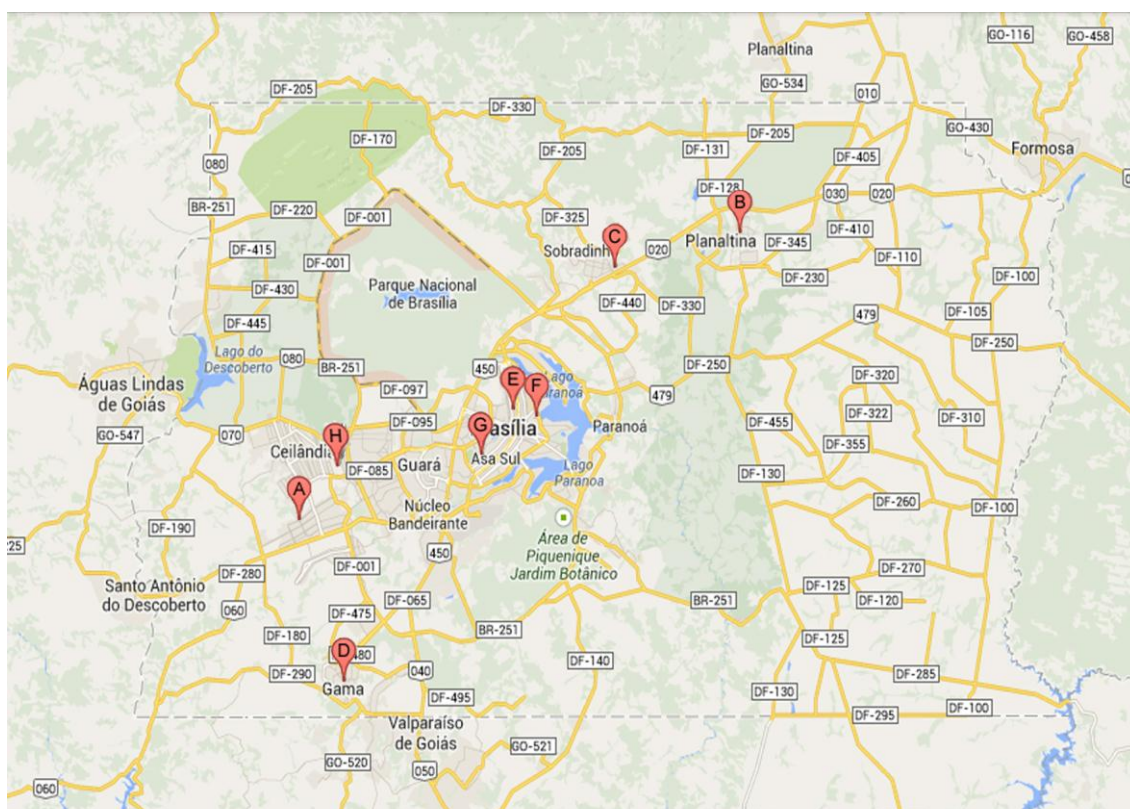 GO-116
GO-458
Planaltina
GO-534
DF-205
DF-330
010
DF-170
DF-205
GO-430
DF-131
DF-205
DF-405
Formosa
080
DF-128
030
020
BR-251
B
DF-220
DF-001
DF-325
C
Planaltina
DF-345
DF-410
DF-415
Sobradinh
020
DF-001
DF-110
DF-230
DF-100
Parque Nacional
de Brasília
DF-430
DF-440
DF-330
DF-105
DF-445
479
Lago do
Descoberto
080
DF-250
BR-251
450
DF-250
Lago
Paranoá
E
F
DF-320
Águas Lindas
de Goiás
DF-097
479
DF-322
DF-310
GO-547
070
H
DF-095
G
asília
Paranoá
DF-455
DF-355
Ceilândia
DF-085
Guará
Asa Sul
Lago
Paranoa
DF-130
A
Núcleo
Bandeirante
DF-260
DF-100
DF-190
225
450
Área de
Piquenique
Jardim Botânico
DF-280
DF-001
DF-270
Santo Antônio
do Descoberto
DF-125
060
DF-065
BR-251
DF-120
DF-475
DF-180
BR-251
DF-125
D
480
DF-140
DF-290
040
DF-285
Gama
DF-495
DF-130
DF-100
Valparaíso
de Goiás
DF-295
GO-521
GO-520
050
060